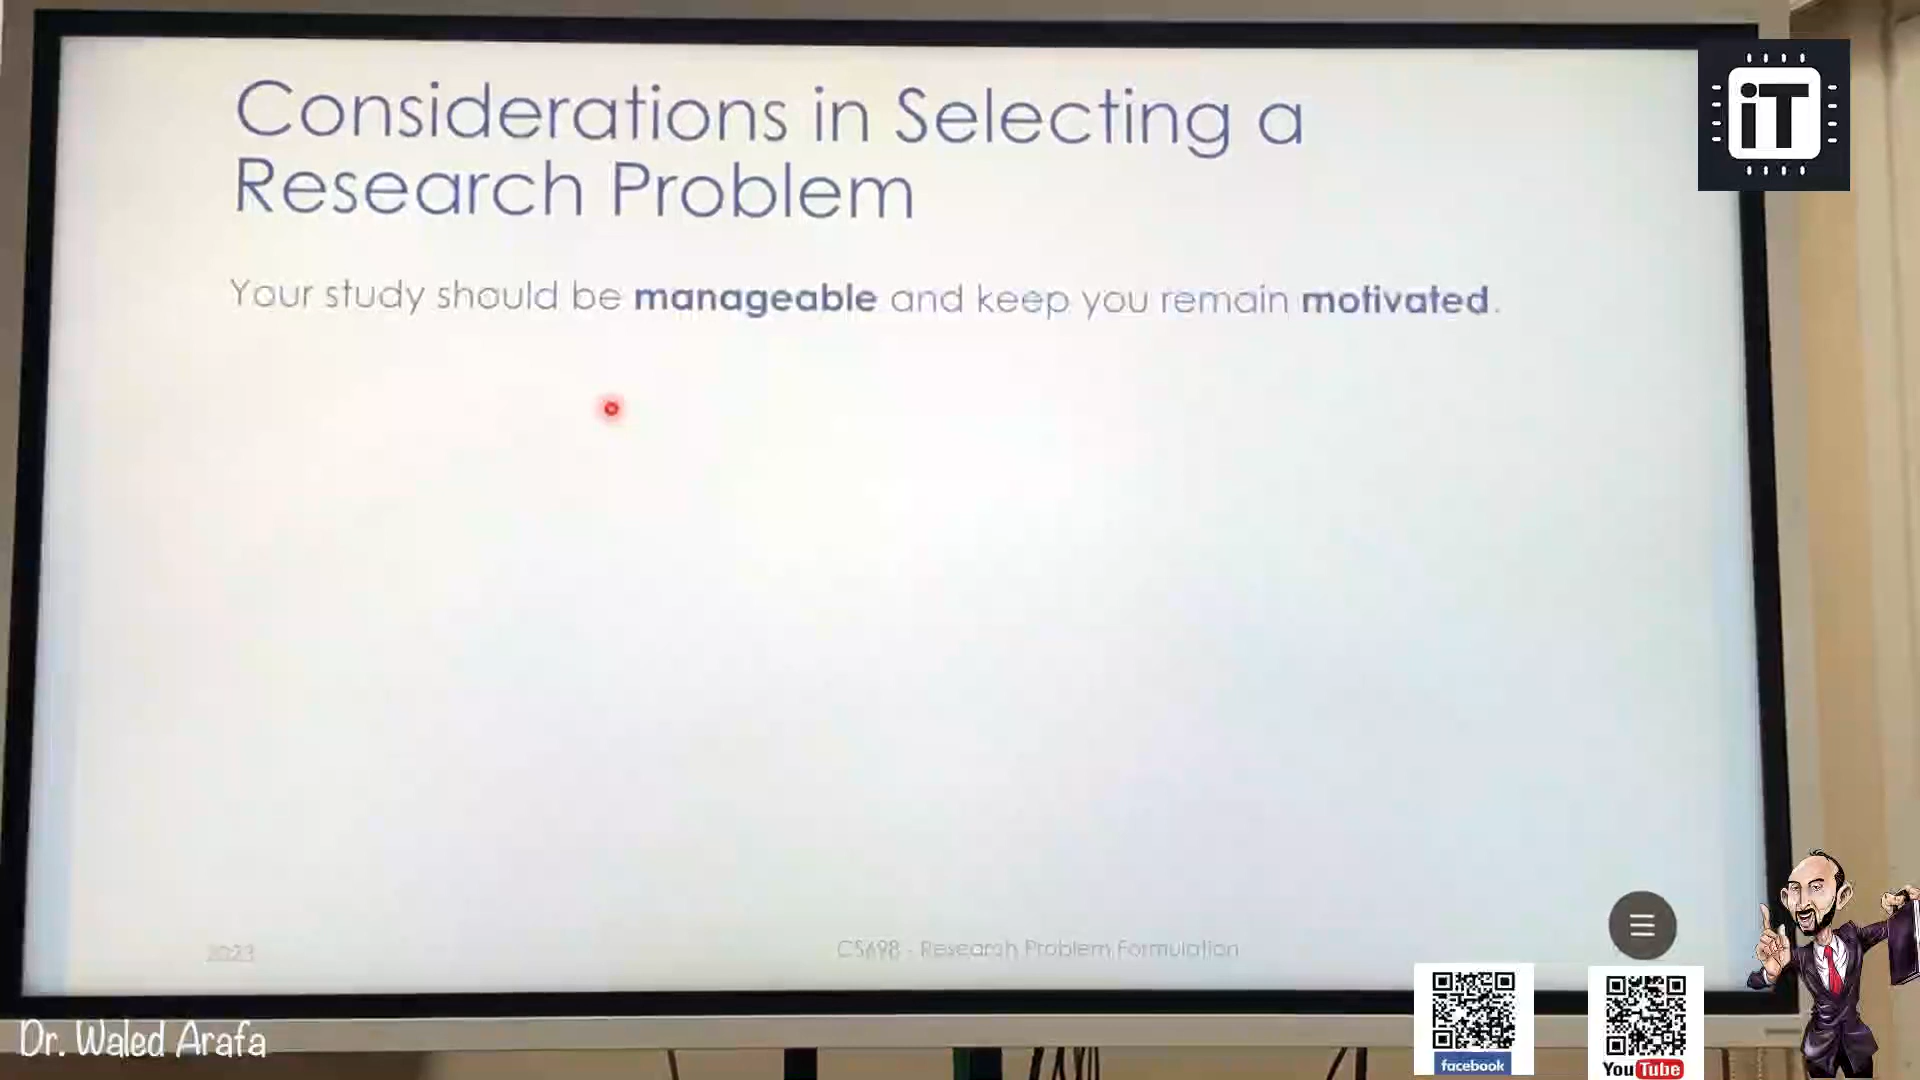 Considerations in Selecting a
Research Problem
iT
Your study should be manageable and keep you remain motivated.
2023
CS698 - Research Problem Formulation
Dr. Waled Arafa
facebook
YouTube